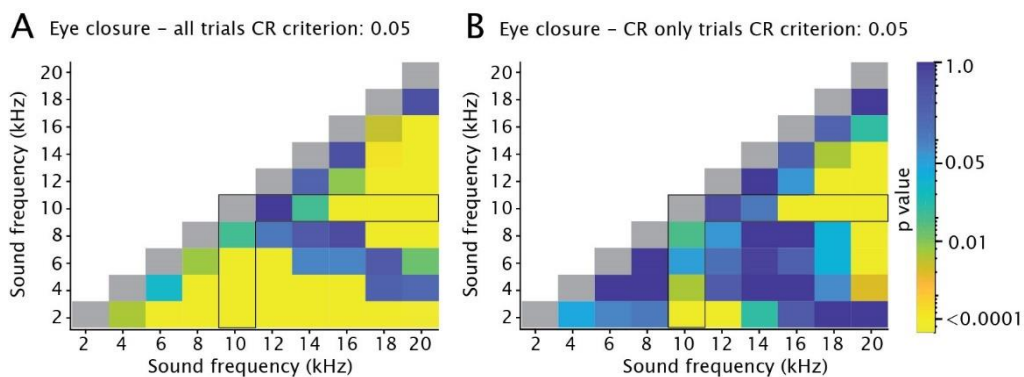 A Eye closure – all trials CR criterion: 0.05
Sound frequency (kHz)
20
18
16
14
12
10
8
6
4
2
2 4 6 8 10 12 14 16 18 20
Sound frequency (kHz)
B Eye closure – CR only trials CR criterion: 0.05
Sound frequency (kHz)
20
18
16
14
12
10
8
6
4
2
2 4 6 8 10 12 14 16 18 20
Sound frequency (kHz)
1.0
0.05
0.01
<0.0001
p value